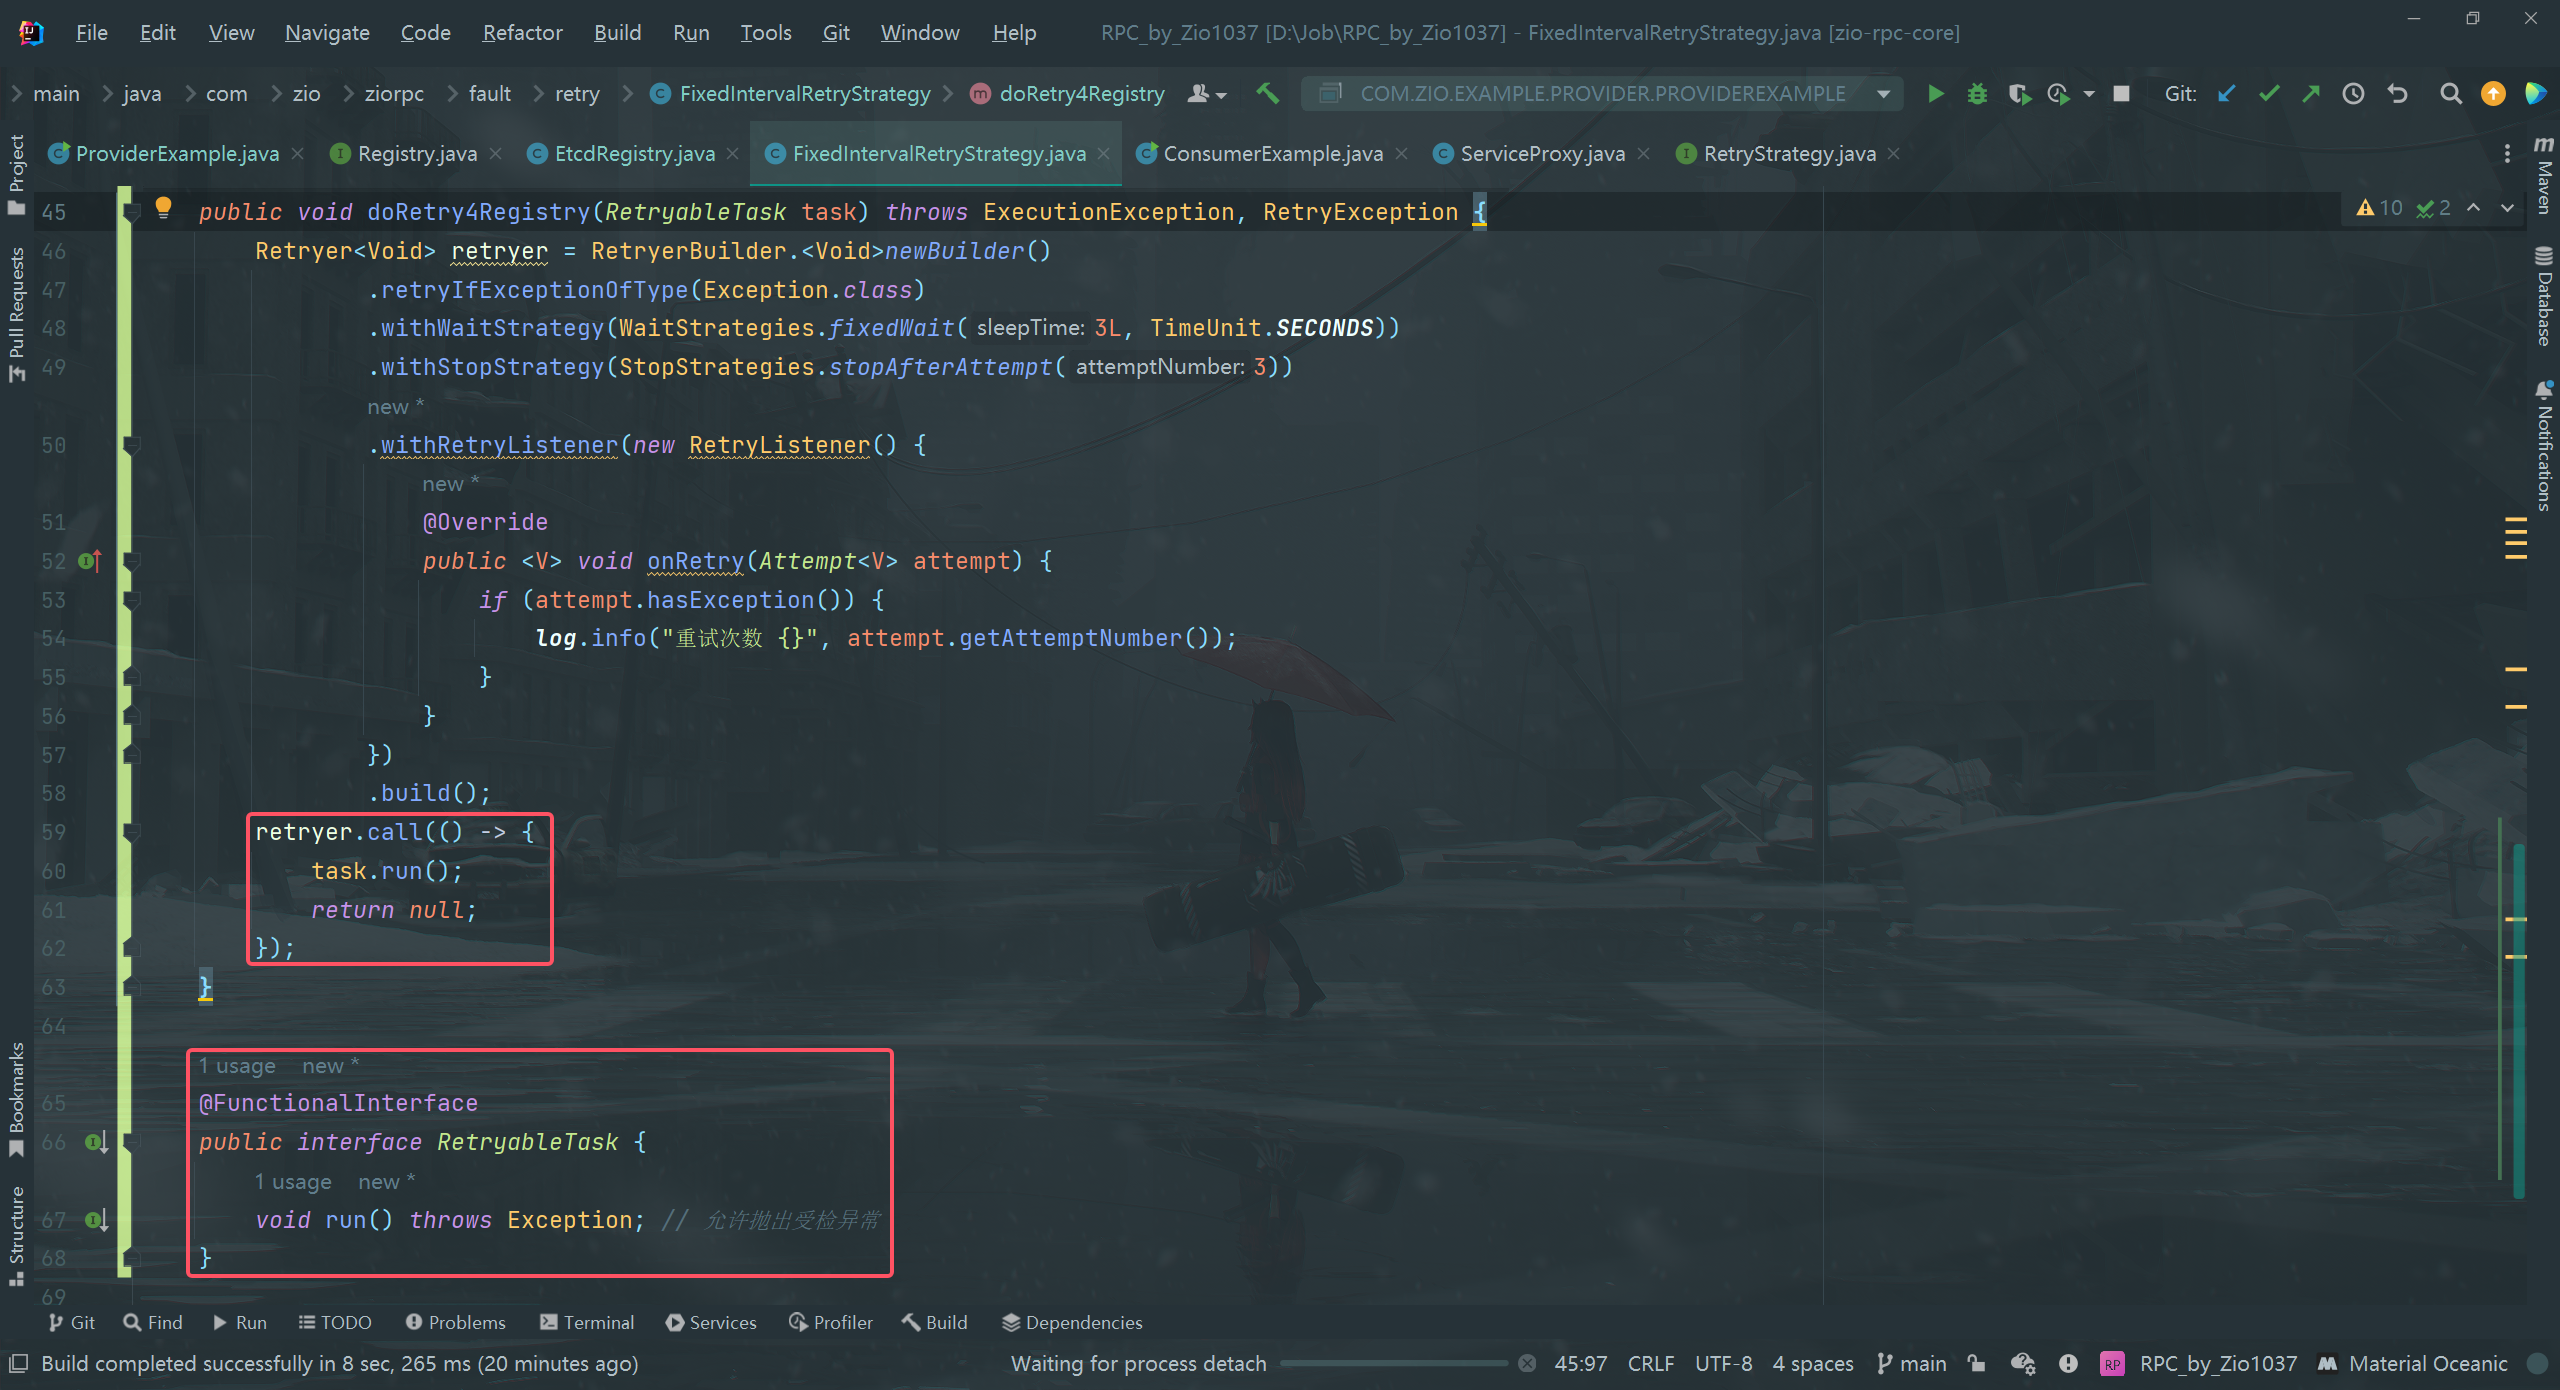 File Edit View Navigate Code Refactor Build Run Tools Git Window Help RPC_by_Zio1037 [D:\Job\RPC_by_Zio1037] - FixedIntervalRetryStrategy.java [zio-rpc-core]
main java com zio ziorpc fault retry FixedIntervalRetryStrategy doRetry4Registry COM.ZIO.EXAMPLE.PROVIDER.PROVIDEREXAMPLE Git:
ProviderExample.java Registry.java EtcdRegistry.java FixedIntervalRetryStrategy.java ConsumerExample.java ServiceProxy.java RetryStrategy.java
Project
Pull Requests
Bookmarks
Structure
Maven
Database
Notifications
10 2
45 public void doRetry4Registry(RetryableTask task) throws ExecutionException, RetryException {
46 Retryer<Void> retryer = RetryerBuilder.<Void>newBuilder()
47 .retryIfExceptionOfType(Exception.class)
48 .withWaitStrategy(WaitStrategies.fixedWait( sleepTime: 3L, TimeUnit.SECONDS))
49 .withStopStrategy(StopStrategies.stopAfterAttempt( attemptNumber: 3))
new *
50 .withRetryListener(new RetryListener() {
new *
51 @Override
52 public <V> void onRetry(Attempt<V> attempt) {
53 if (attempt.hasException()) {
54 log.info("重试次数 {}", attempt.getAttemptNumber());
55 }
56 }
57 })
58 .build();
59 retryer.call(() -> {
60 task.run();
61 return null;
62 });
63 }
64
1 usage new *
65 @FunctionalInterface
66 public interface RetryableTask {
1 usage new *
67 void run() throws Exception; // 允许抛出受检异常
68 }
69
Git Find Run TODO Problems Terminal Services Profiler Build Dependencies
Build completed successfully in 8 sec, 265 ms (20 minutes ago) Waiting for process detach 45:97 CRLF UTF-8 4 spaces main RP RPC_by_Zio1037 Material Oceanic